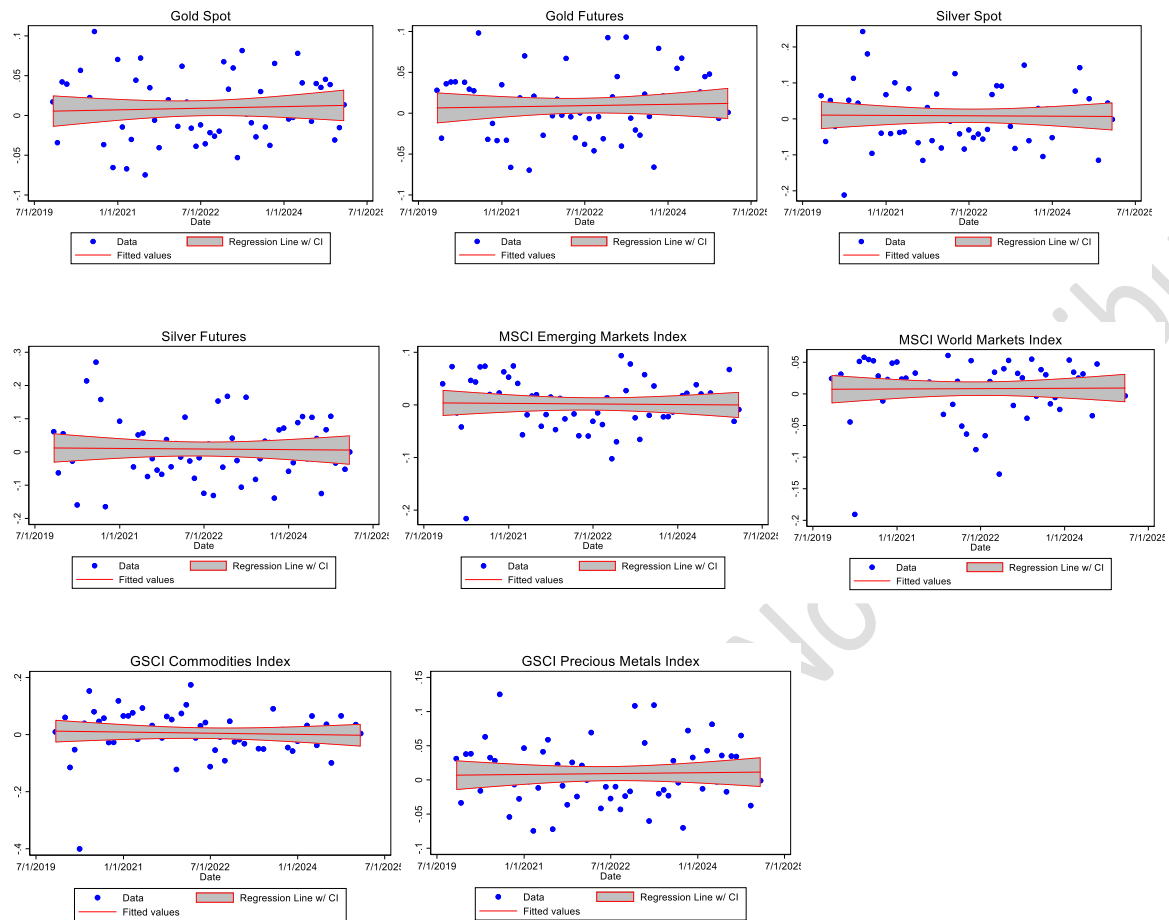 Gold Spot
.1
.05
0
-.05
-.1
7/1/2019 1/1/2021 7/1/2022 1/1/2024 7/1/2025
Date
Data Regression Line w/ CI
Fitted values
Gold Futures
.1
.05
0
-.05
-.1
7/1/2019 1/1/2021 7/1/2022 1/1/2024 7/1/2025
Date
Data Regression Line w/ CI
Fitted values
Silver Spot
.2
.1
0
-.1
-.2
7/1/2019 1/1/2021 7/1/2022 1/1/2024 7/1/2025
Date
Data Regression Line w/ CI
Fitted values
Silver Futures
.3
.2
.1
0
-.1
-.2
7/1/2019 1/1/2021 7/1/2022 1/1/2024 7/1/2025
Date
Data Regression Line w/ CI
Fitted values
MSCI Emerging Markets Index
.1
0
-.1
-.2
7/1/2019 1/1/2021 7/1/2022 1/1/2024 7/1/2025
Date
Data Regression Line w/ CI
Fitted values
MSCI World Markets Index
.05
0
-.05
-.1
-.15
-.2
7/1/2019 1/1/2021 7/1/2022 1/1/2024 7/1/2025
Date
Data Regression Line w/ CI
Fitted values
GSCI Commodities Index
.2
0
-.2
-.4
7/1/2019 1/1/2021 7/1/2022 1/1/2024 7/1/2025
Date
Data Regression Line w/ CI
Fitted values
GSCI Precious Metals Index
.15
.1
.05
0
-.05
-.1
7/1/2019 1/1/2021 7/1/2022 1/1/2024 7/1/2025
Date
Data Regression Line w/ CI
Fitted values